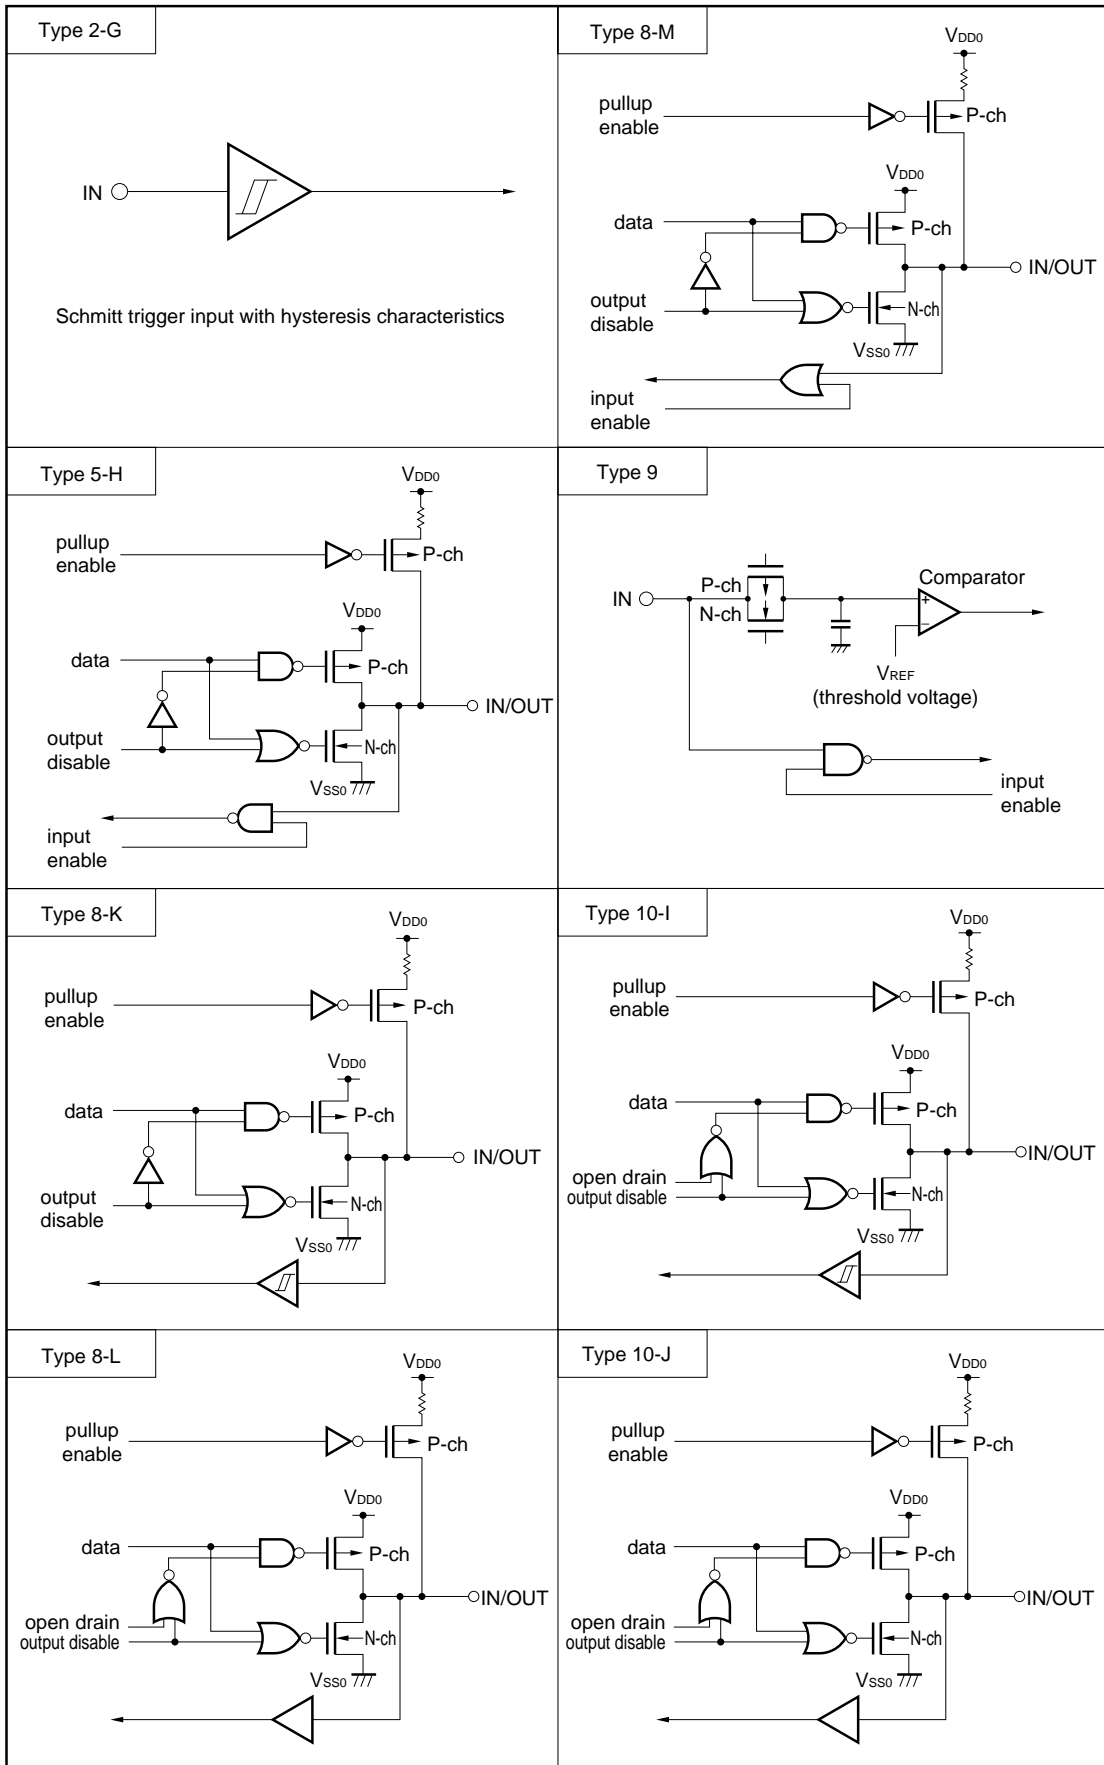 Type 2-G
IN
Schmitt trigger input with hysteresis characteristics
Type 8-M
VDD0
pullup
enable
P-ch
VDD0
data
P-ch
IN/OUT
output
disable
N-ch
VSS0
input
enable
Type 5-H
VDD0
pullup
enable
P-ch
VDD0
data
P-ch
IN/OUT
output
disable
N-ch
VSS0
input
enable
Type 9
P-ch
Comparator
IN
N-ch
+
−
VREF
(threshold voltage)
input
enable
Type 8-K
VDD0
pullup
enable
P-ch
VDD0
data
P-ch
IN/OUT
output
disable
N-ch
VSS0
Type 10-I
VDD0
pullup
enable
P-ch
VDD0
data
P-ch
IN/OUT
open drain
output disable
N-ch
VSS0
Type 8-L
VDD0
pullup
enable
P-ch
VDD0
data
P-ch
IN/OUT
open drain
output disable
N-ch
VSS0
Type 10-J
VDD0
pullup
enable
P-ch
VDD0
data
P-ch
IN/OUT
open drain
output disable
N-ch
VSS0